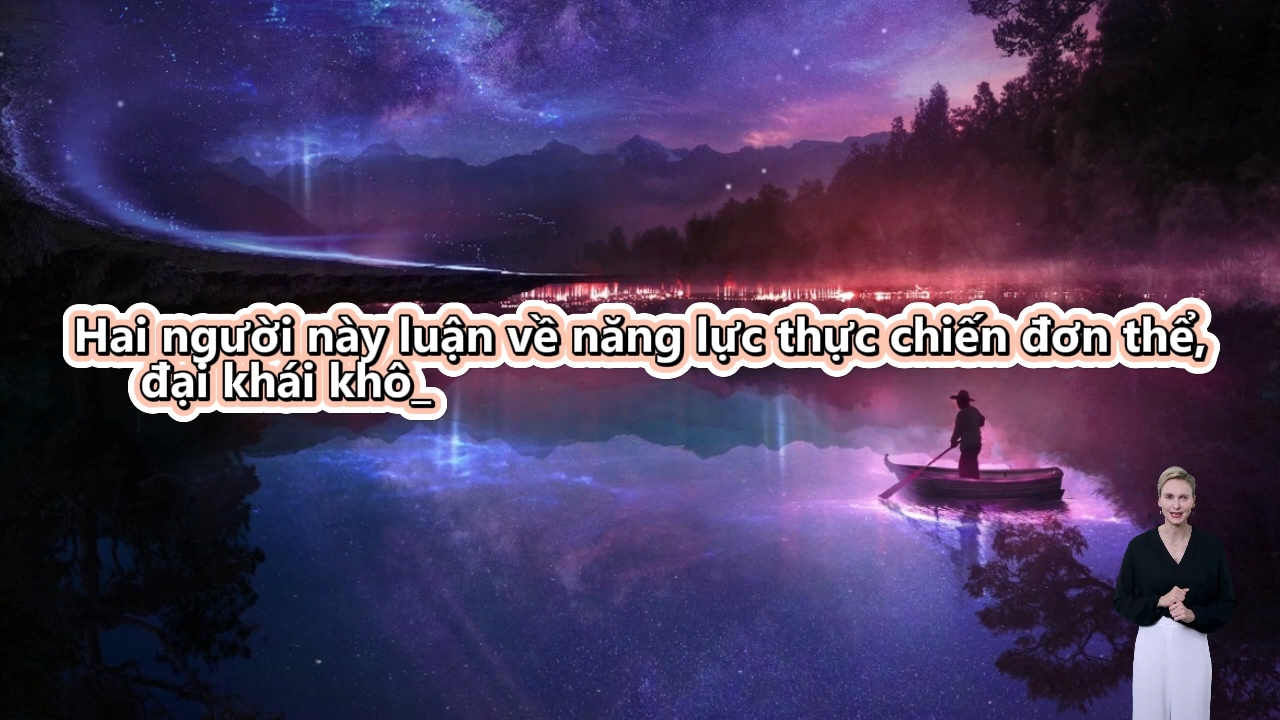 Hai người này luận về năng lực thực chiến đơn thể,
đại khái khô_